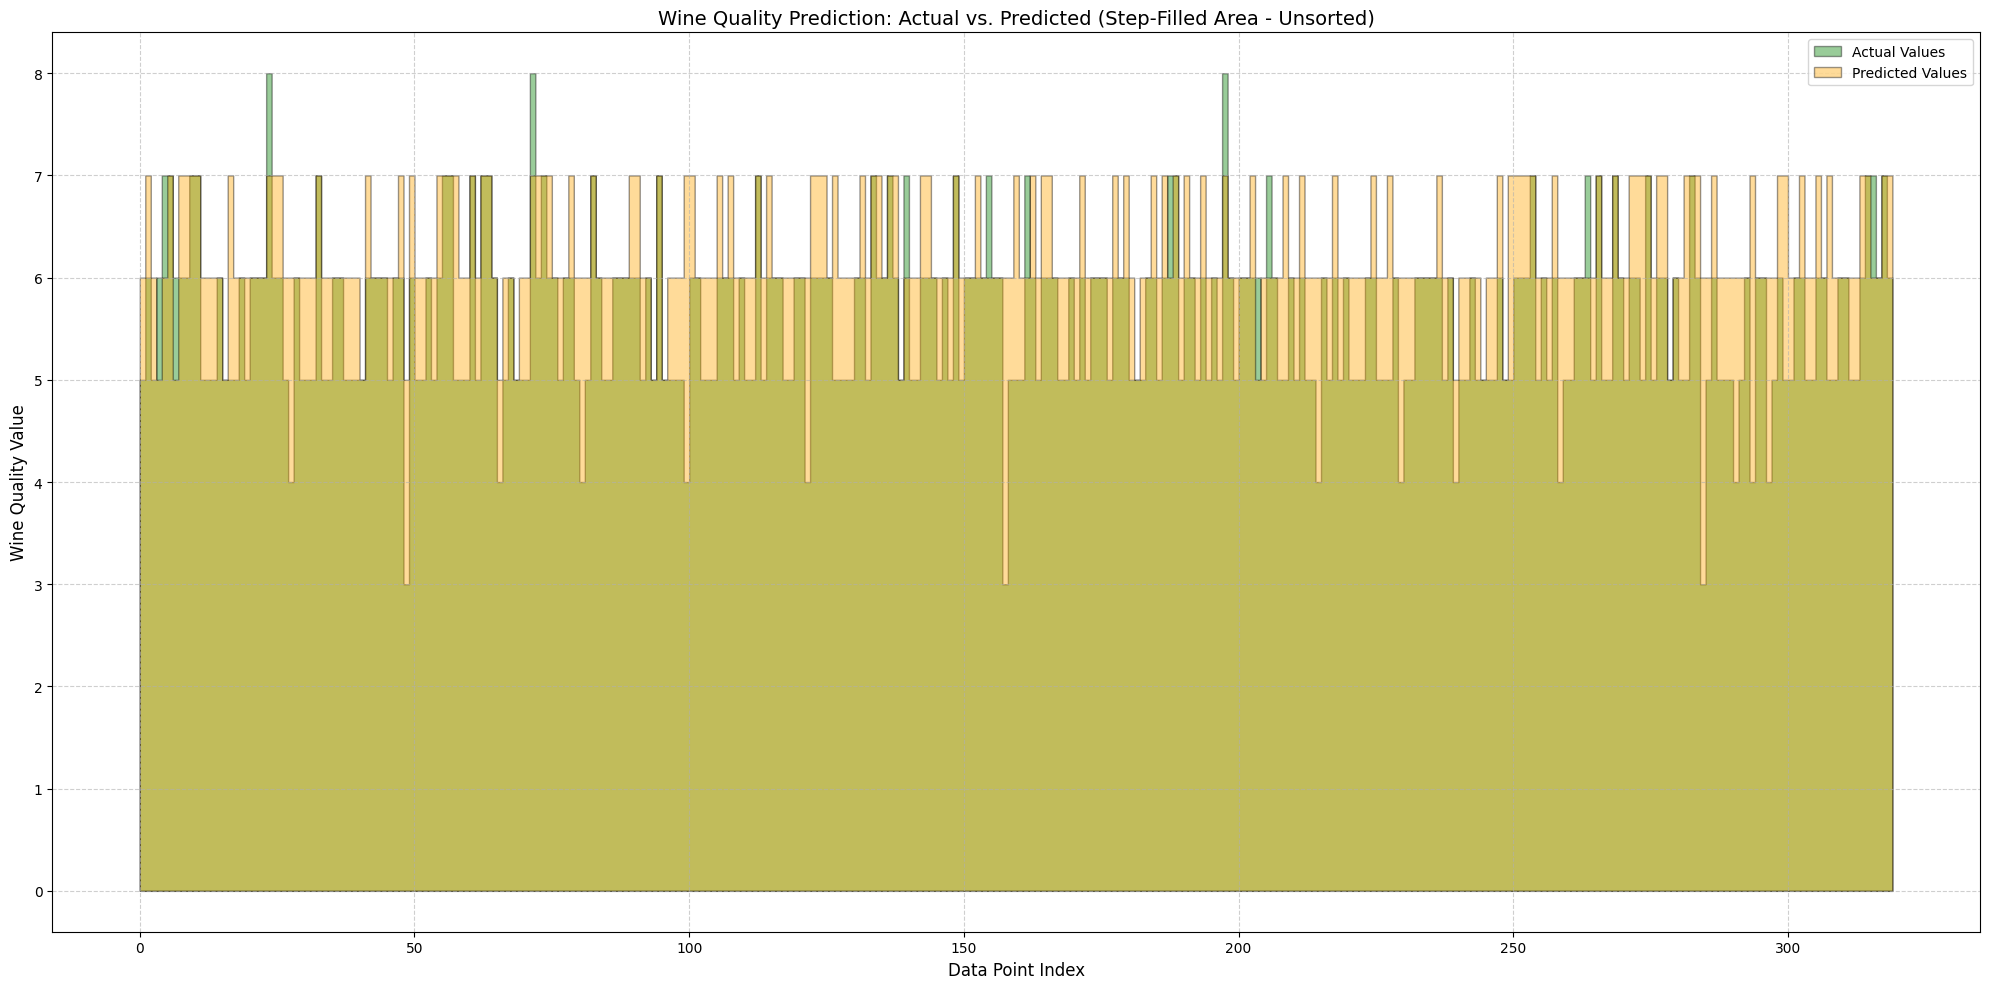 Wine Quality Prediction: Actual vs. Predicted (Step-Filled Area - Unsorted)
Actual Values
Predicted Values
Wine Quality Value
8
7
6
5
4
3
2
1
0
0 50 100 150 200 250 300
Data Point Index